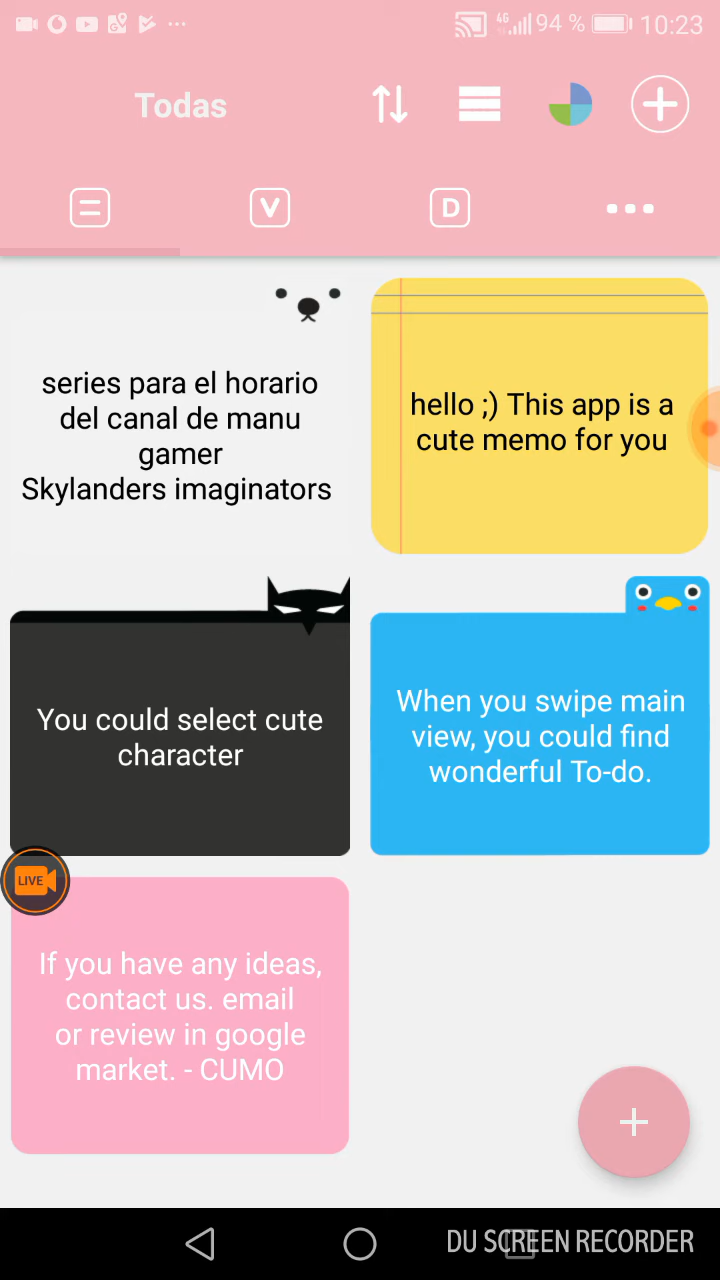 4G 94 % 10:23
Todas
V D
series para el horario
del canal de manu
gamer
Skylanders imaginators
hello ;) This app is a
cute memo for you
You could select cute
character
When you swipe main
view, you could find
wonderful To-do.
LIVE
If you have any ideas,
contact us. email
or review in google
market. - CUMO
DU SCREEN RECORDER